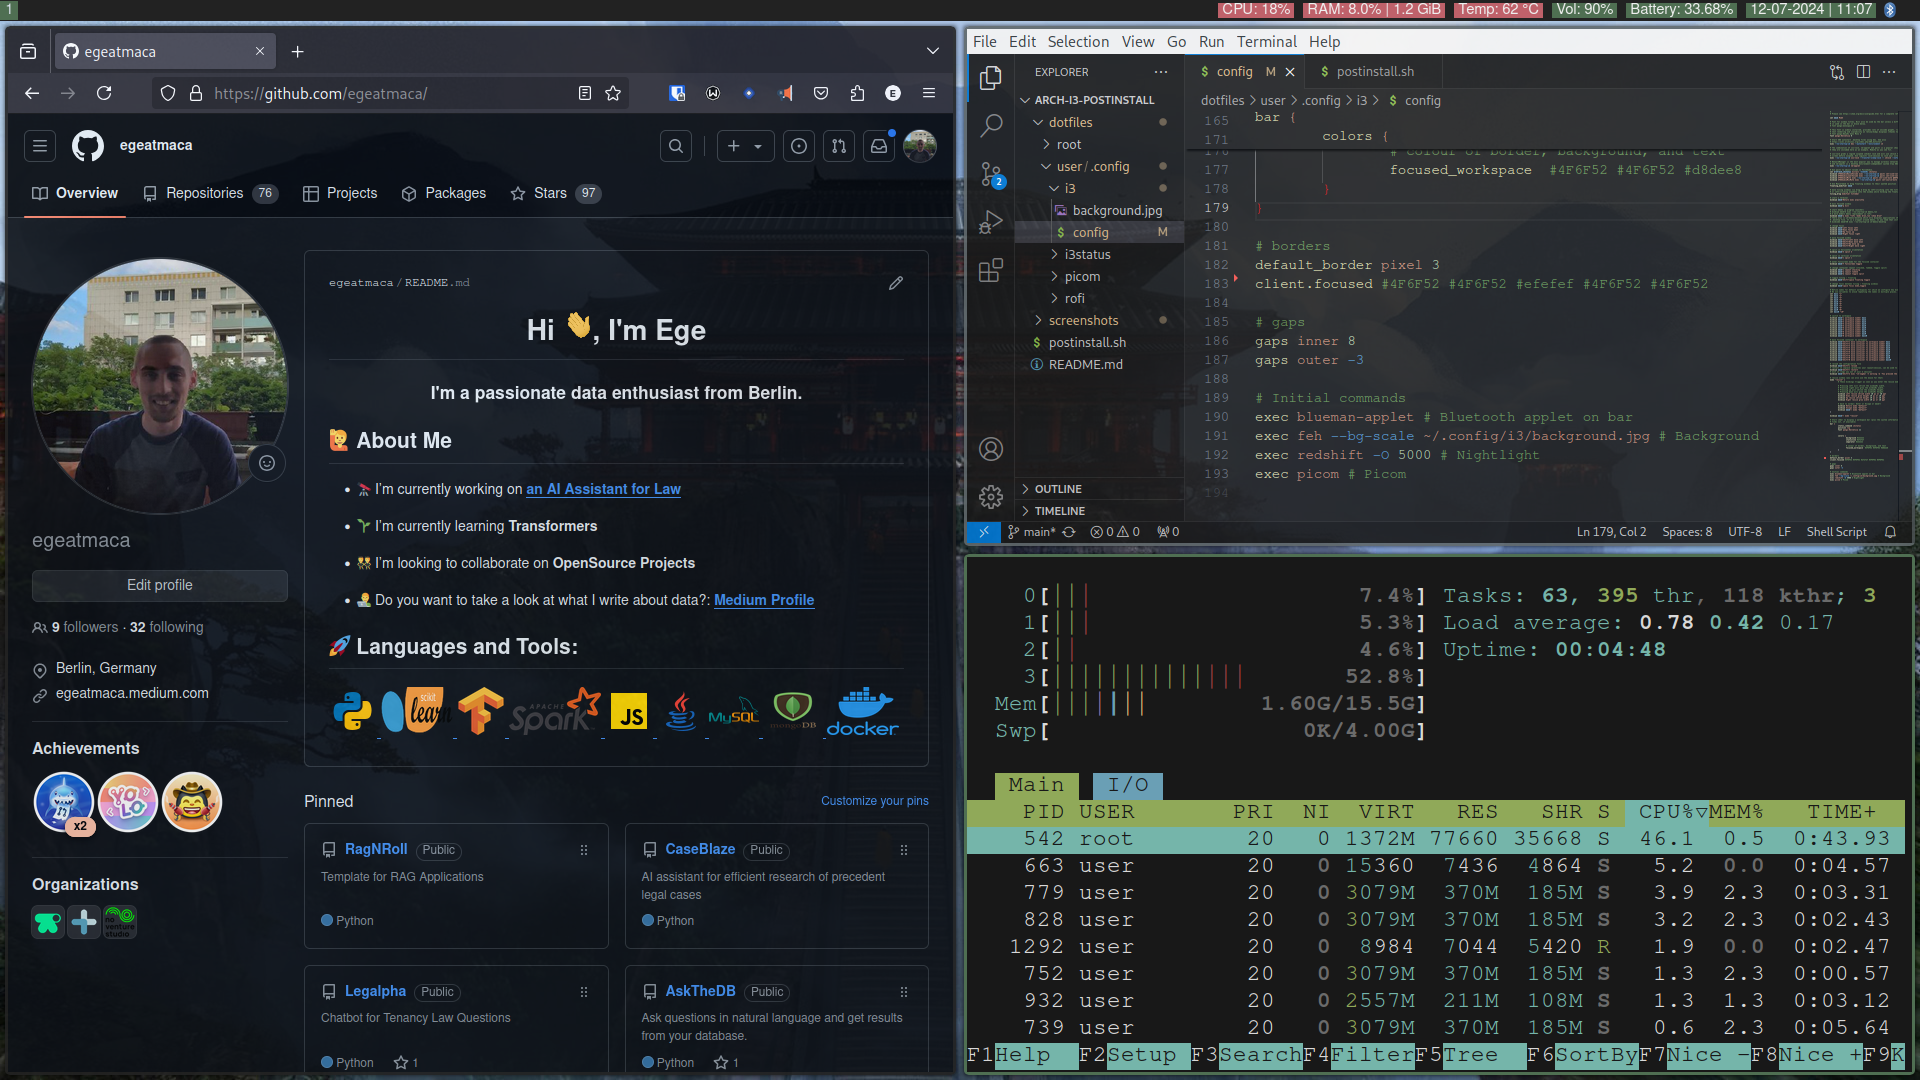 1
CPU: 18% RAM: 8.0% | 1.2 GiB Temp: 62 °C Vol: 90% Battery: 33.68% 12-07-2024 | 11:07
egeatmaca
https://github.com/egeatmaca/
E
egeatmaca
Overview Repositories 76 Projects Packages Stars 97
egeatmaca / README.md
Hi 👋, I'm Ege
I'm a passionate data enthusiast from Berlin.
🙋 About Me
🔭 I'm currently working on an AI Assistant for Law
🌱 I'm currently learning Transformers
👯 I'm looking to collaborate on OpenSource Projects
👨‍💻 Do you want to take a look at what I write about data?: Medium Profile
🚀 Languages and Tools:
scikit learn APACHE Spark JS Java MySQL mongoDB docker
egeatmaca
Edit profile
9 followers · 32 following
Berlin, Germany
egeatmaca.medium.com
Achievements
x2
YOLO
Organizations
no venture studio
Pinned Customize your pins
RagNRoll Public
Template for RAG Applications
Python
CaseBlaze Public
AI assistant for efficient research of precedent
legal cases
Python
Legalpha Public
Chatbot for Tenancy Law Questions
Python 1
AskTheDB Public
Ask questions in natural language and get results
from your database.
Python 1
File Edit Selection View Go Run Terminal Help
EXPLORER
ARCH-I3-POSTINSTALL
dotfiles
root
user / .config
i3
background.jpg
$ config M
i3status
picom
rofi
screenshots
$ postinstall.sh
README.md
OUTLINE
TIMELINE
2
$ config M $ postinstall.sh
dotfiles > user > .config > i3 > $ config
165 bar {
171 colors {
176 # colour of border, background, and text
177 focused_workspace #4F6F52 #4F6F52 #d8dee8
178 }
179 }
180
181 # borders
182 default_border pixel 3
183 client.focused #4F6F52 #4F6F52 #efefef #4F6F52 #4F6F52
184
185 # gaps
186 gaps inner 8
187 gaps outer -3
188
189 # Initial commands
190 exec blueman-applet # Bluetooth applet on bar
191 exec feh --bg-scale ~/.config/i3/background.jpg # Background
192 exec redshift -O 5000 # Nightlight
193 exec picom # Picom
194
main* 0 0 0 Ln 179, Col 2 Spaces: 8 UTF-8 LF Shell Script
0[||| 7.4%] Tasks: 63, 395 thr, 118 kthr; 3
1[||| 5.3%] Load average: 0.78 0.42 0.17
2[|| 4.6%] Uptime: 00:04:48
3[|||||||||||||| 52.8%]
Mem[||||||| 1.60G/15.5G]
Swp[ 0K/4.00G]
Main I/O
PID USER PRI NI VIRT RES SHR S CPU%▽MEM% TIME+
542 root 20 0 1372M 77660 35668 S 46.1 0.5 0:43.93
663 user 20 0 15360 7436 4864 S 5.2 0.0 0:04.57
779 user 20 0 3079M 370M 185M S 3.9 2.3 0:03.31
828 user 20 0 3079M 370M 185M S 3.2 2.3 0:02.43
1292 user 20 0 8984 7044 5420 R 1.9 0.0 0:02.47
752 user 20 0 3079M 370M 185M S 1.3 2.3 0:00.57
932 user 20 0 2557M 211M 108M S 1.3 1.3 0:03.12
739 user 20 0 3079M 370M 185M S 0.6 2.3 0:05.64
F1Help F2Setup F3SearchF4FilterF5Tree F6SortByF7Nice -F8Nice +F9K